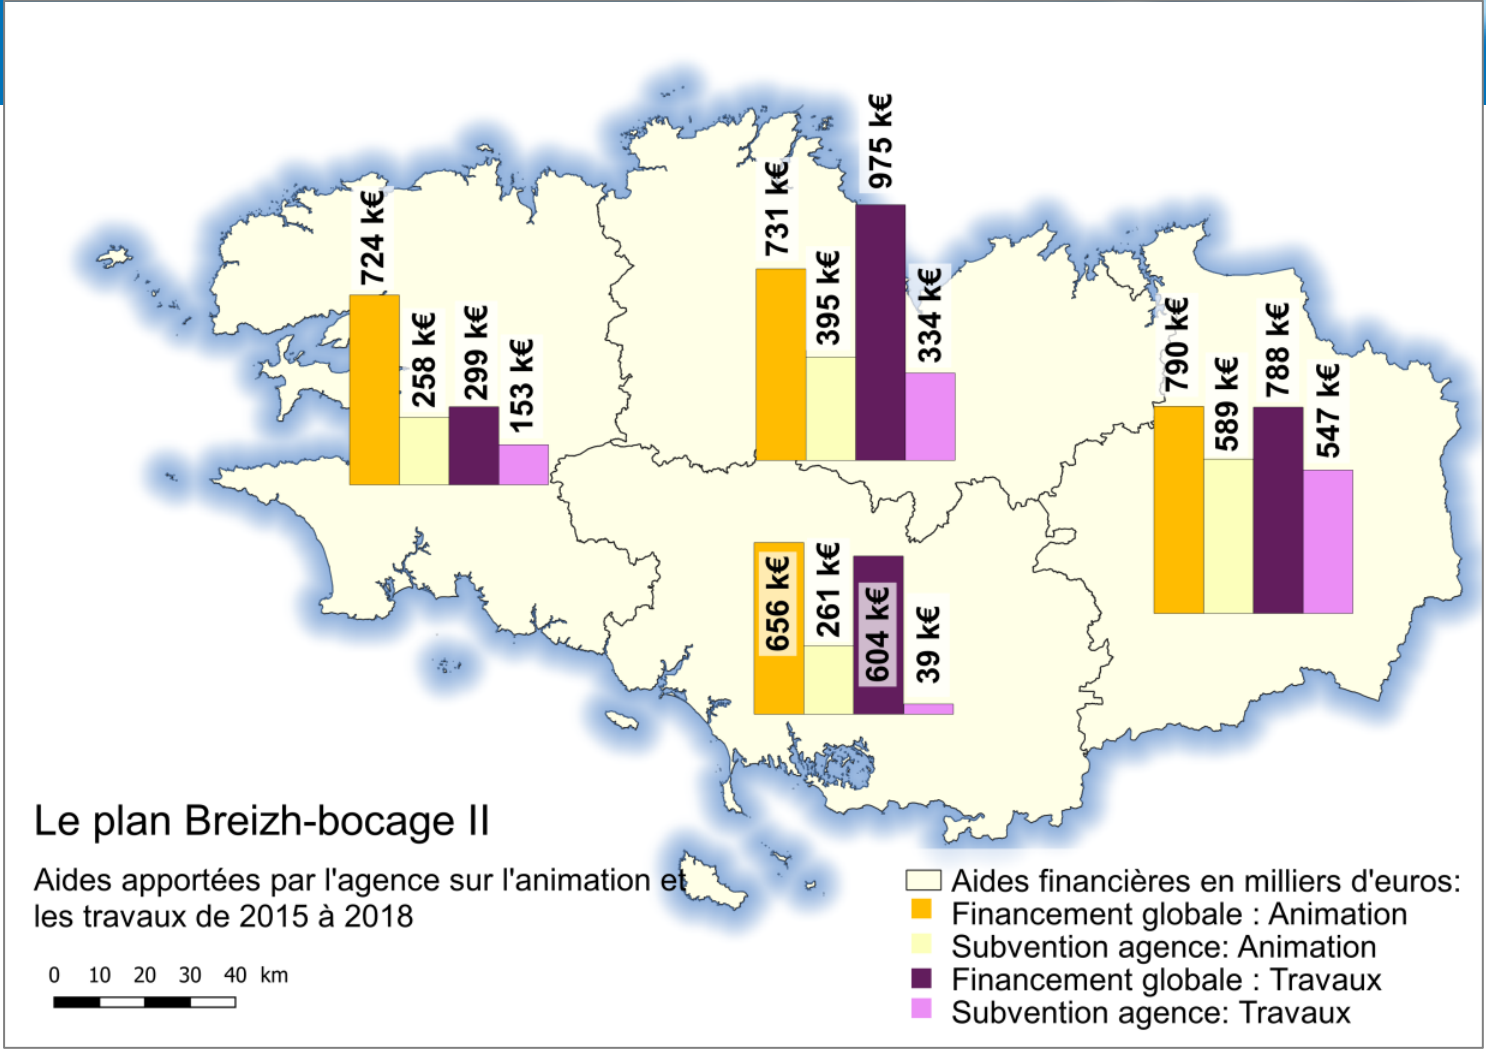 975 k€
731 k€
395 k€
334 k€
724 k€
258 k€
299 k€
153 k€
790 k€
589 k€
788 k€
547 k€
656 k€
261 k€
604 k€
39 k€
Le plan Breizh-bocage II
Aides apportées par l'agence sur l'animation et
les travaux de 2015 à 2018
0 10 20 30 40 km
Aides financières en milliers d'euros:
Financement globale : Animation
Subvention agence: Animation
Financement globale : Travaux
Subvention agence: Travaux